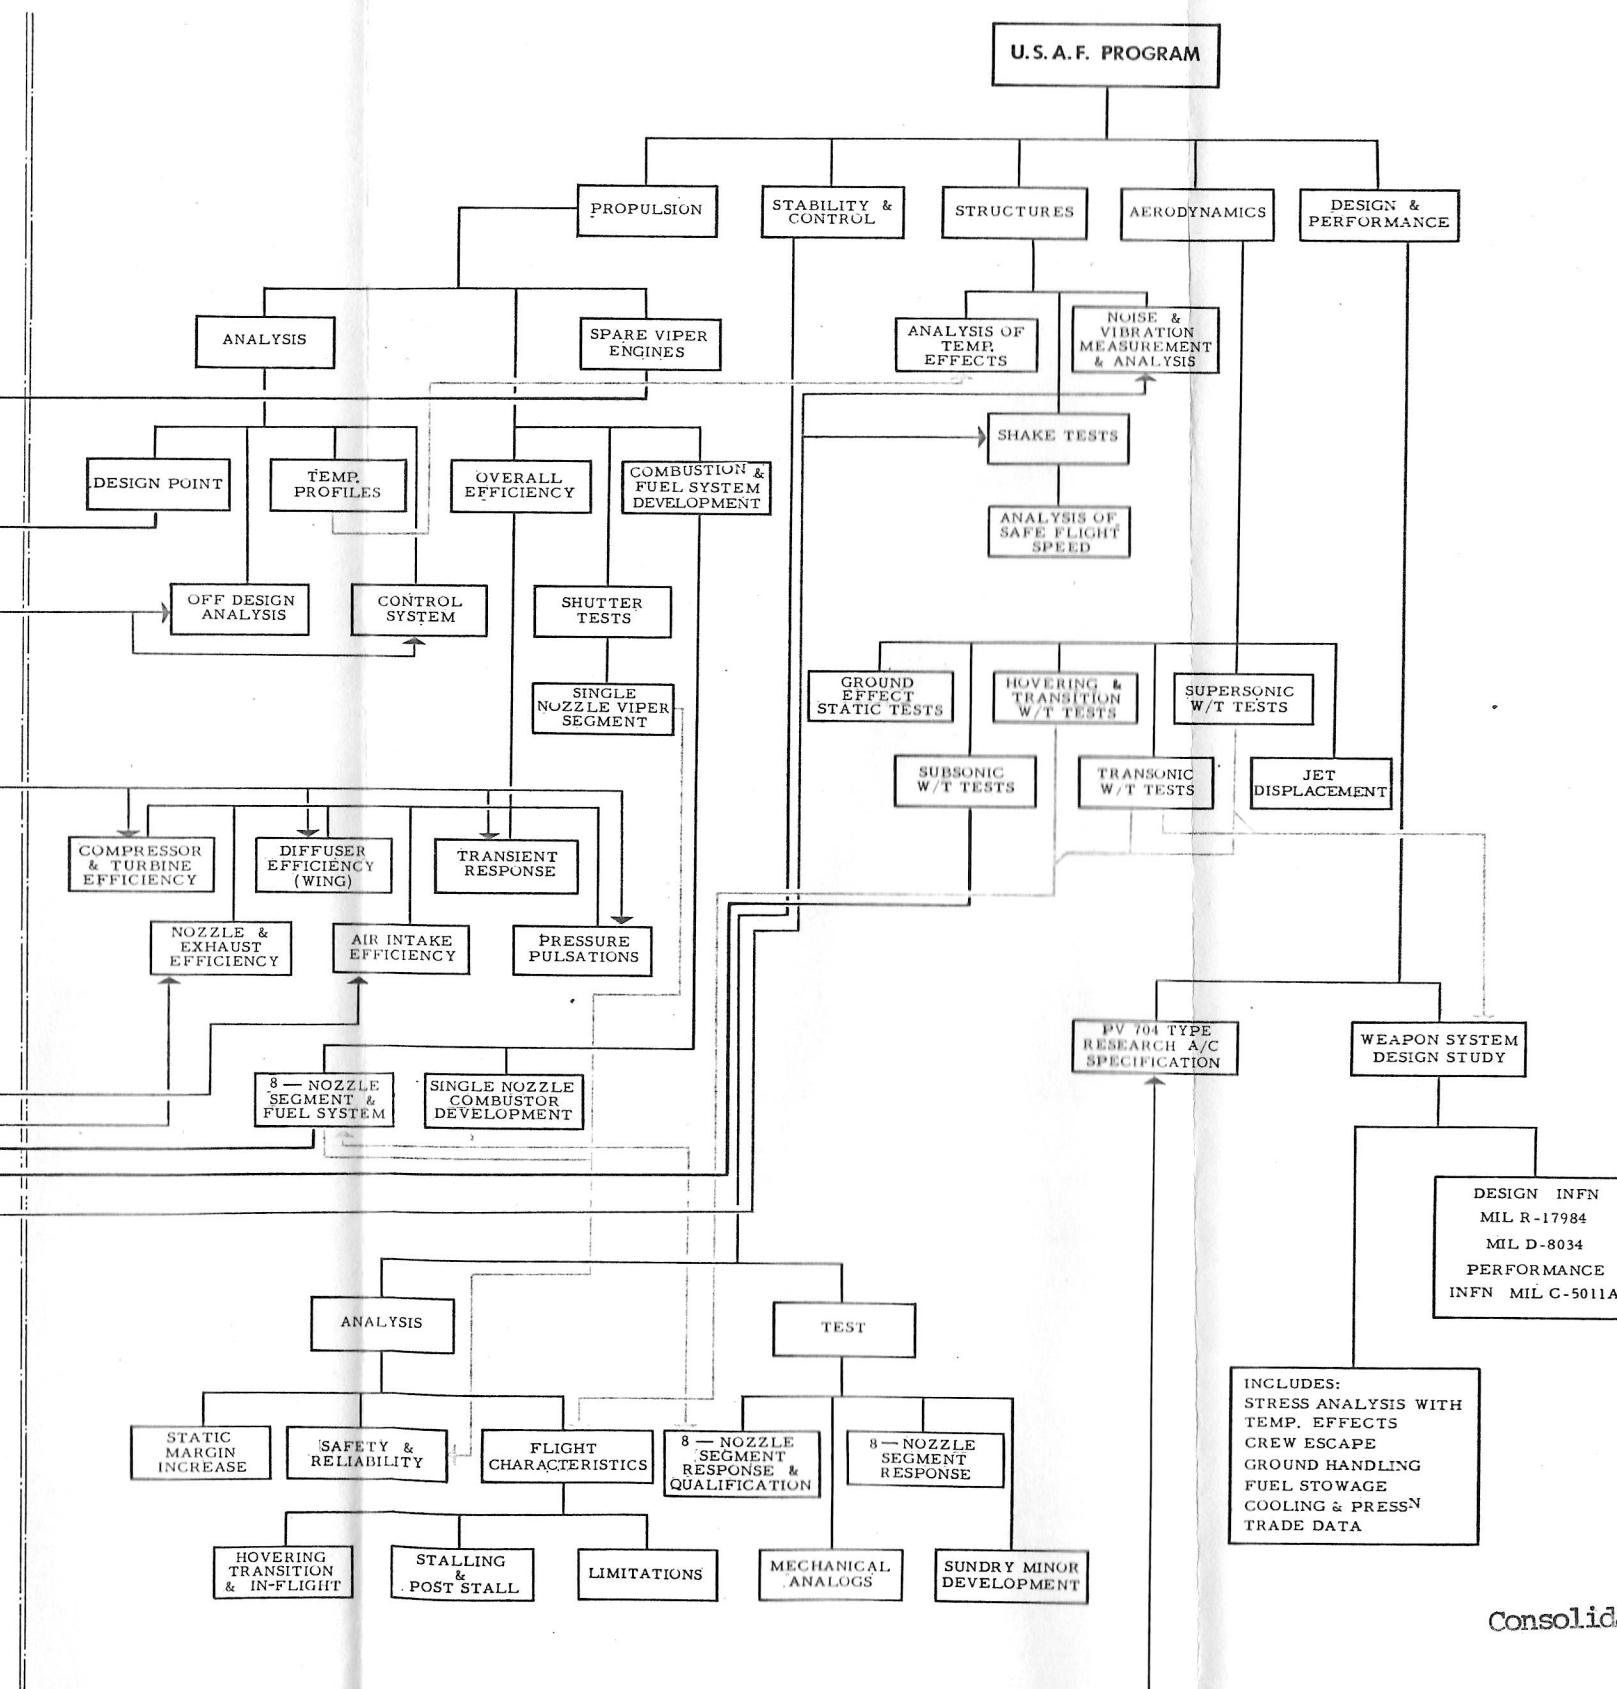 U.S.A.F. PROGRAM
PROPULSION
STABILITY &
CONTROL
STRUCTURES
AERODYNAMICS
DESIGN &
PERFORMANCE
ANALYSIS
SPARE VIPER
ENGINES
ANALYSIS OF
TEMP.
EFFECTS
NOISE &
VIBRATION
MEASUREMENT
& ANALYSIS
DESIGN POINT
TEMP.
PROFILES
OVERALL
EFFICIENCY
COMBUSTION &
FUEL SYSTEM
DEVELOPMENT
SHAKE TESTS
ANALYSIS OF
SAFE FLIGHT
SPEED
OFF DESIGN
ANALYSIS
CONTROL
SYSTEM
SHUTTER
TESTS
SINGLE
NOZZLE VIPER
SEGMENT
GROUND
EFFECT
STATIC TESTS
HOVERING &
TRANSITION
W/T TESTS
SUPERSONIC
W/T TESTS
SUBSONIC
W/T TESTS
TRANSONIC
W/T TESTS
JET
DISPLACEMENT
COMPRESSOR
& TURBINE
EFFICIENCY
DIFFUSER
EFFICIENCY
(WING)
TRANSIENT
RESPONSE
NOZZLE &
EXHAUST
EFFICIENCY
AIR INTAKE
EFFICIENCY
PRESSURE
PULSATIONS
PV 704 TYPE
RESEARCH A/C
SPECIFICATION
WEAPON SYSTEM
DESIGN STUDY
8 — NOZZLE
SEGMENT &
FUEL SYSTEM
SINGLE NOZZLE
COMBUSTOR
DEVELOPMENT
DESIGN INFN
MIL R-17984
MIL D-8034
PERFORMANCE
INFN MIL C-5011A
ANALYSIS
TEST
INCLUDES:
STRESS ANALYSIS WITH
TEMP. EFFECTS
CREW ESCAPE
GROUND HANDLING
FUEL STOWAGE
COOLING & PRESSN
TRADE DATA
STATIC
MARGIN
INCREASE
SAFETY &
RELIABILITY
FLIGHT
CHARACTERISTICS
8 — NOZZLE
SEGMENT
RESPONSE &
QUALIFICATION
8 — NOZZLE
SEGMENT
RESPONSE
HOVERING
TRANSITION
& IN-FLIGHT
STALLING
&
POST STALL
LIMITATIONS
MECHANICAL
ANALOGS
SUNDRY MINOR
DEVELOPMENT